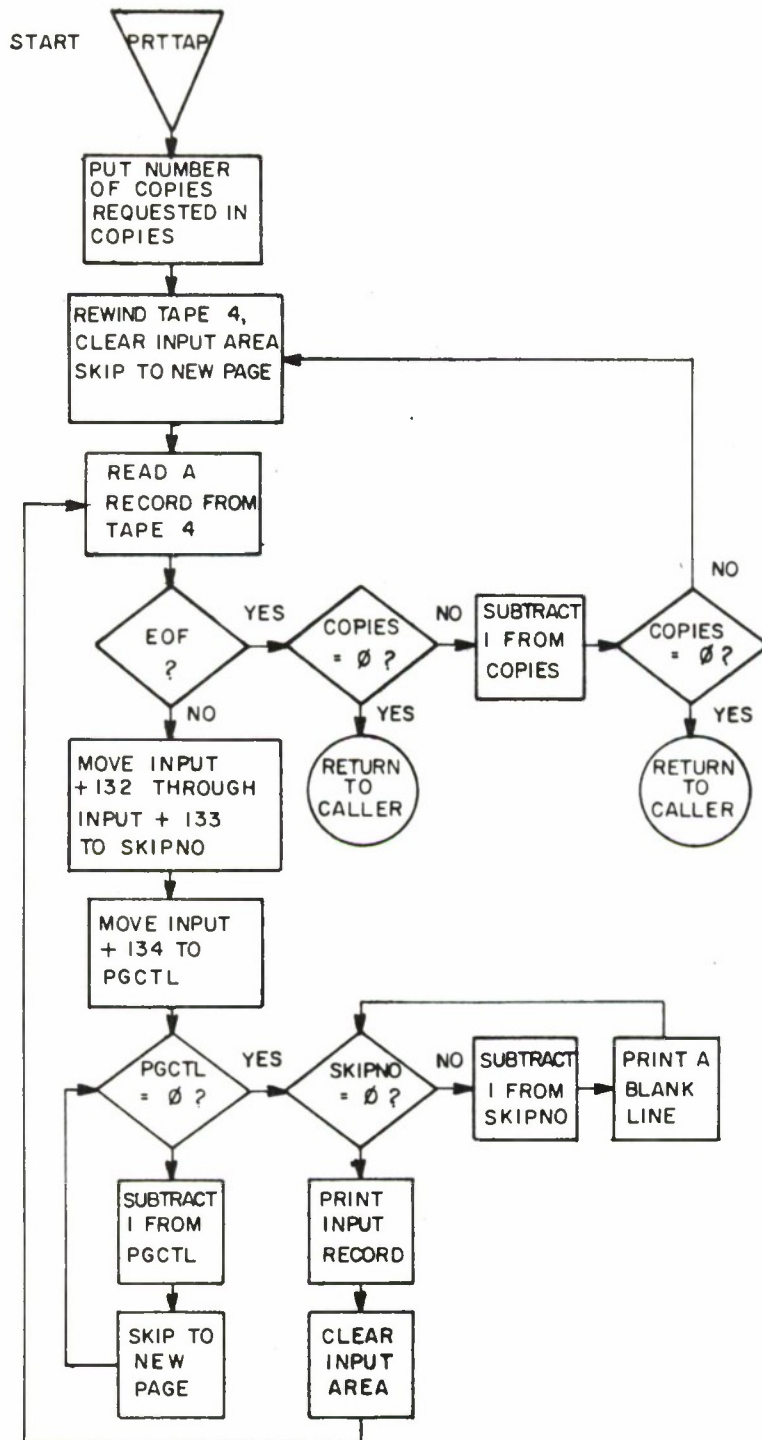 START
PRTTAP
PUT NUMBER
OF COPIES
REQUESTED IN
COPIES
REWIND TAPE 4,
CLEAR INPUT AREA
SKIP TO NEW PAGE
READ A
RECORD FROM
TAPE 4
EOF
?
YES
NO
COPIES
= Ø ?
NO
YES
SUBTRACT
1 FROM
COPIES
COPIES
= Ø ?
NO
YES
RETURN
TO
CALLER
RETURN
TO
CALLER
MOVE INPUT
+ 132 THROUGH
INPUT + 133
TO SKIPNO
MOVE INPUT
+ 134 TO
PGCTL
PGCTL
= Ø ?
YES
SKIPNO
= Ø ?
NO
SUBTRACT
1 FROM
SKIPNO
PRINT A
BLANK
LINE
SUBTRACT
1 FROM
PGCTL
SKIP TO
NEW
PAGE
PRINT
INPUT
RECORD
CLEAR
INPUT
AREA